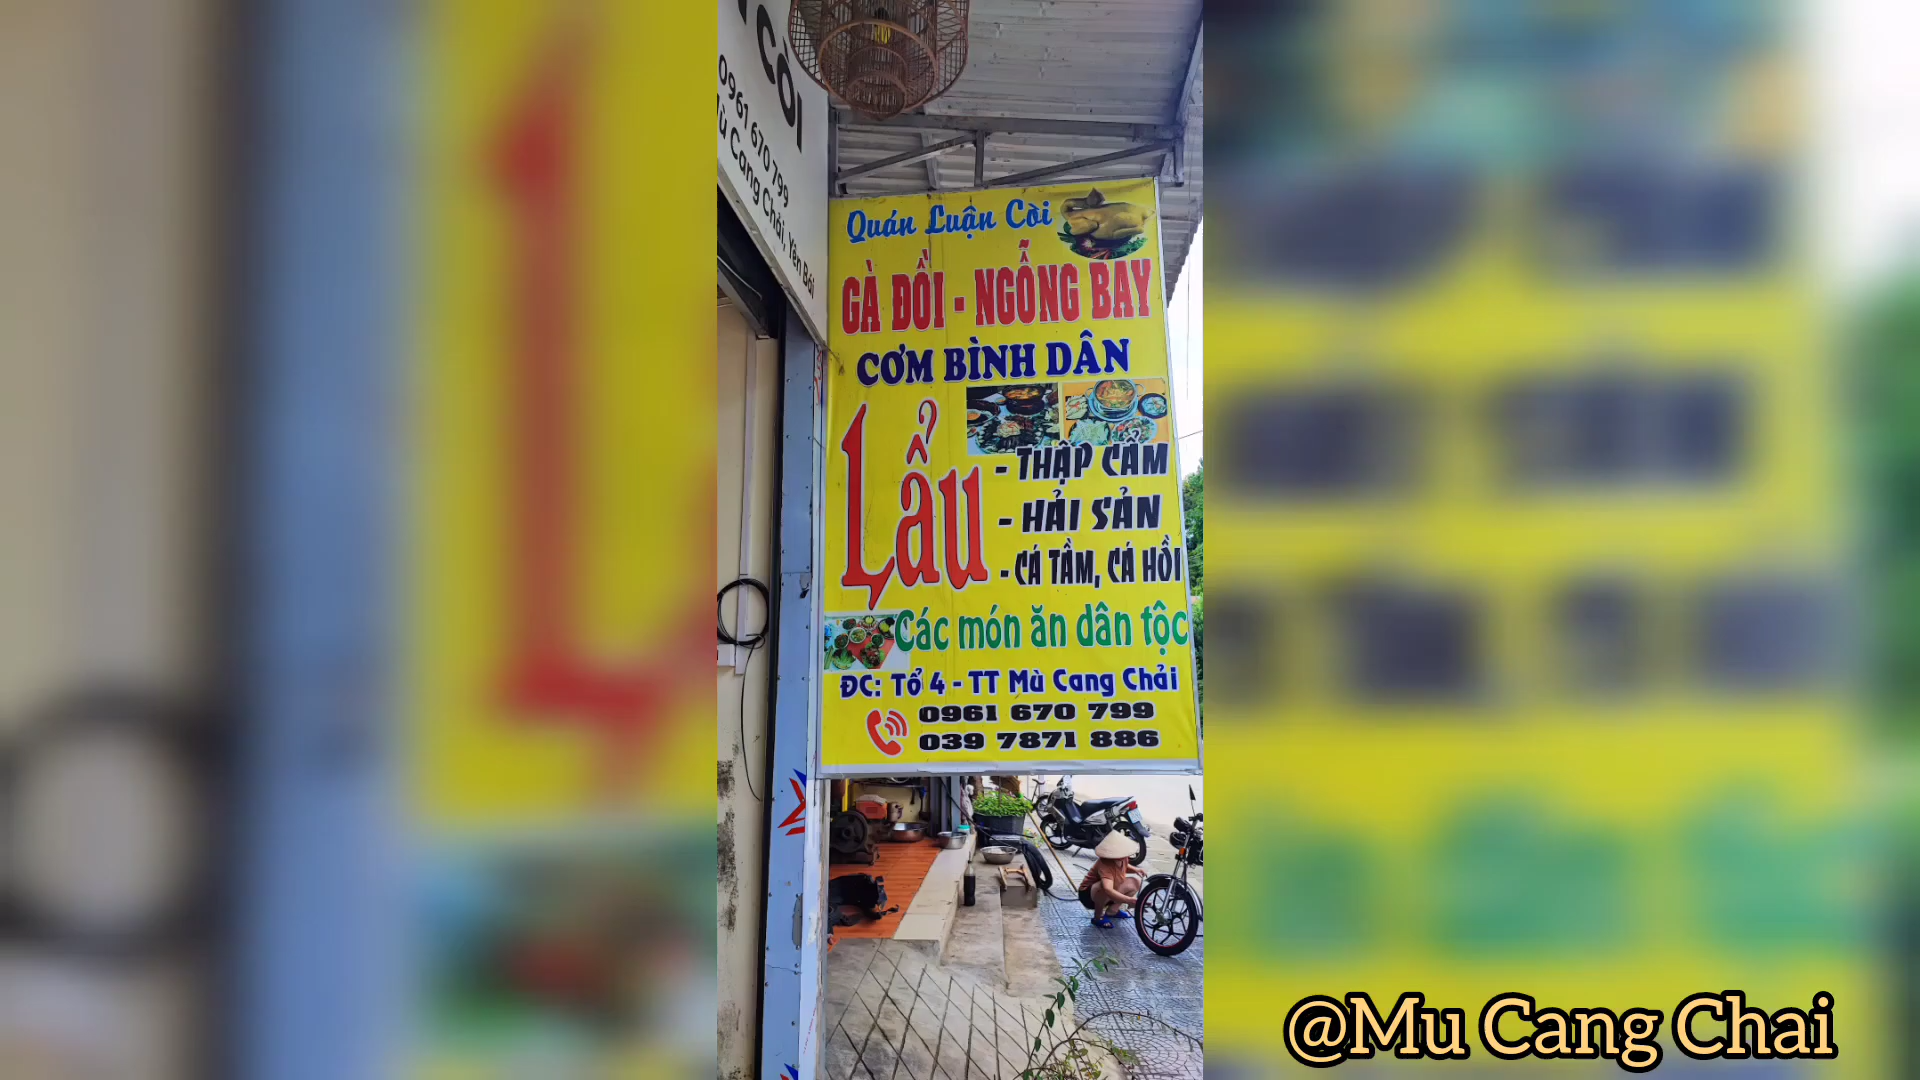 CÒI
0961 670 799
Mù Cang Chải, Yên Bái
Quán Luận Còi
GÀ ĐỒI - NGỖNG BAY
CƠM BÌNH DÂN
Lẩu
- THẬP CẨM
- HẢI SẢN
- CÁ TẦM, CÁ HỒI
Các món ăn dân tộc
ĐC: Tổ 4 - TT Mù Cang Chải
0961 670 799
039 7871 886
@Mu Cang Chai